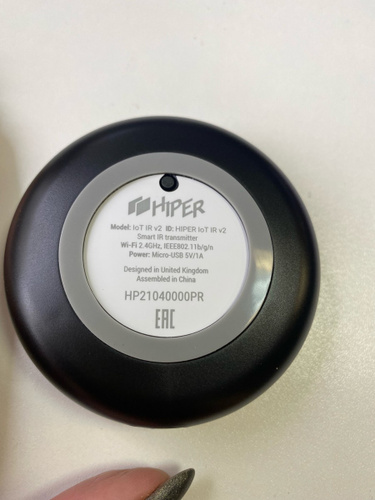 HIPER
Model: IoT IR v2 ID: HIPER IoT IR v2
Smart IR transmitter
Wi-Fi 2.4GHz, IEEE802.11b/g/n
Power: Micro-USB 5V/1A
Designed in United Kingdom
Assembled in China
HP21040000PR
EAC